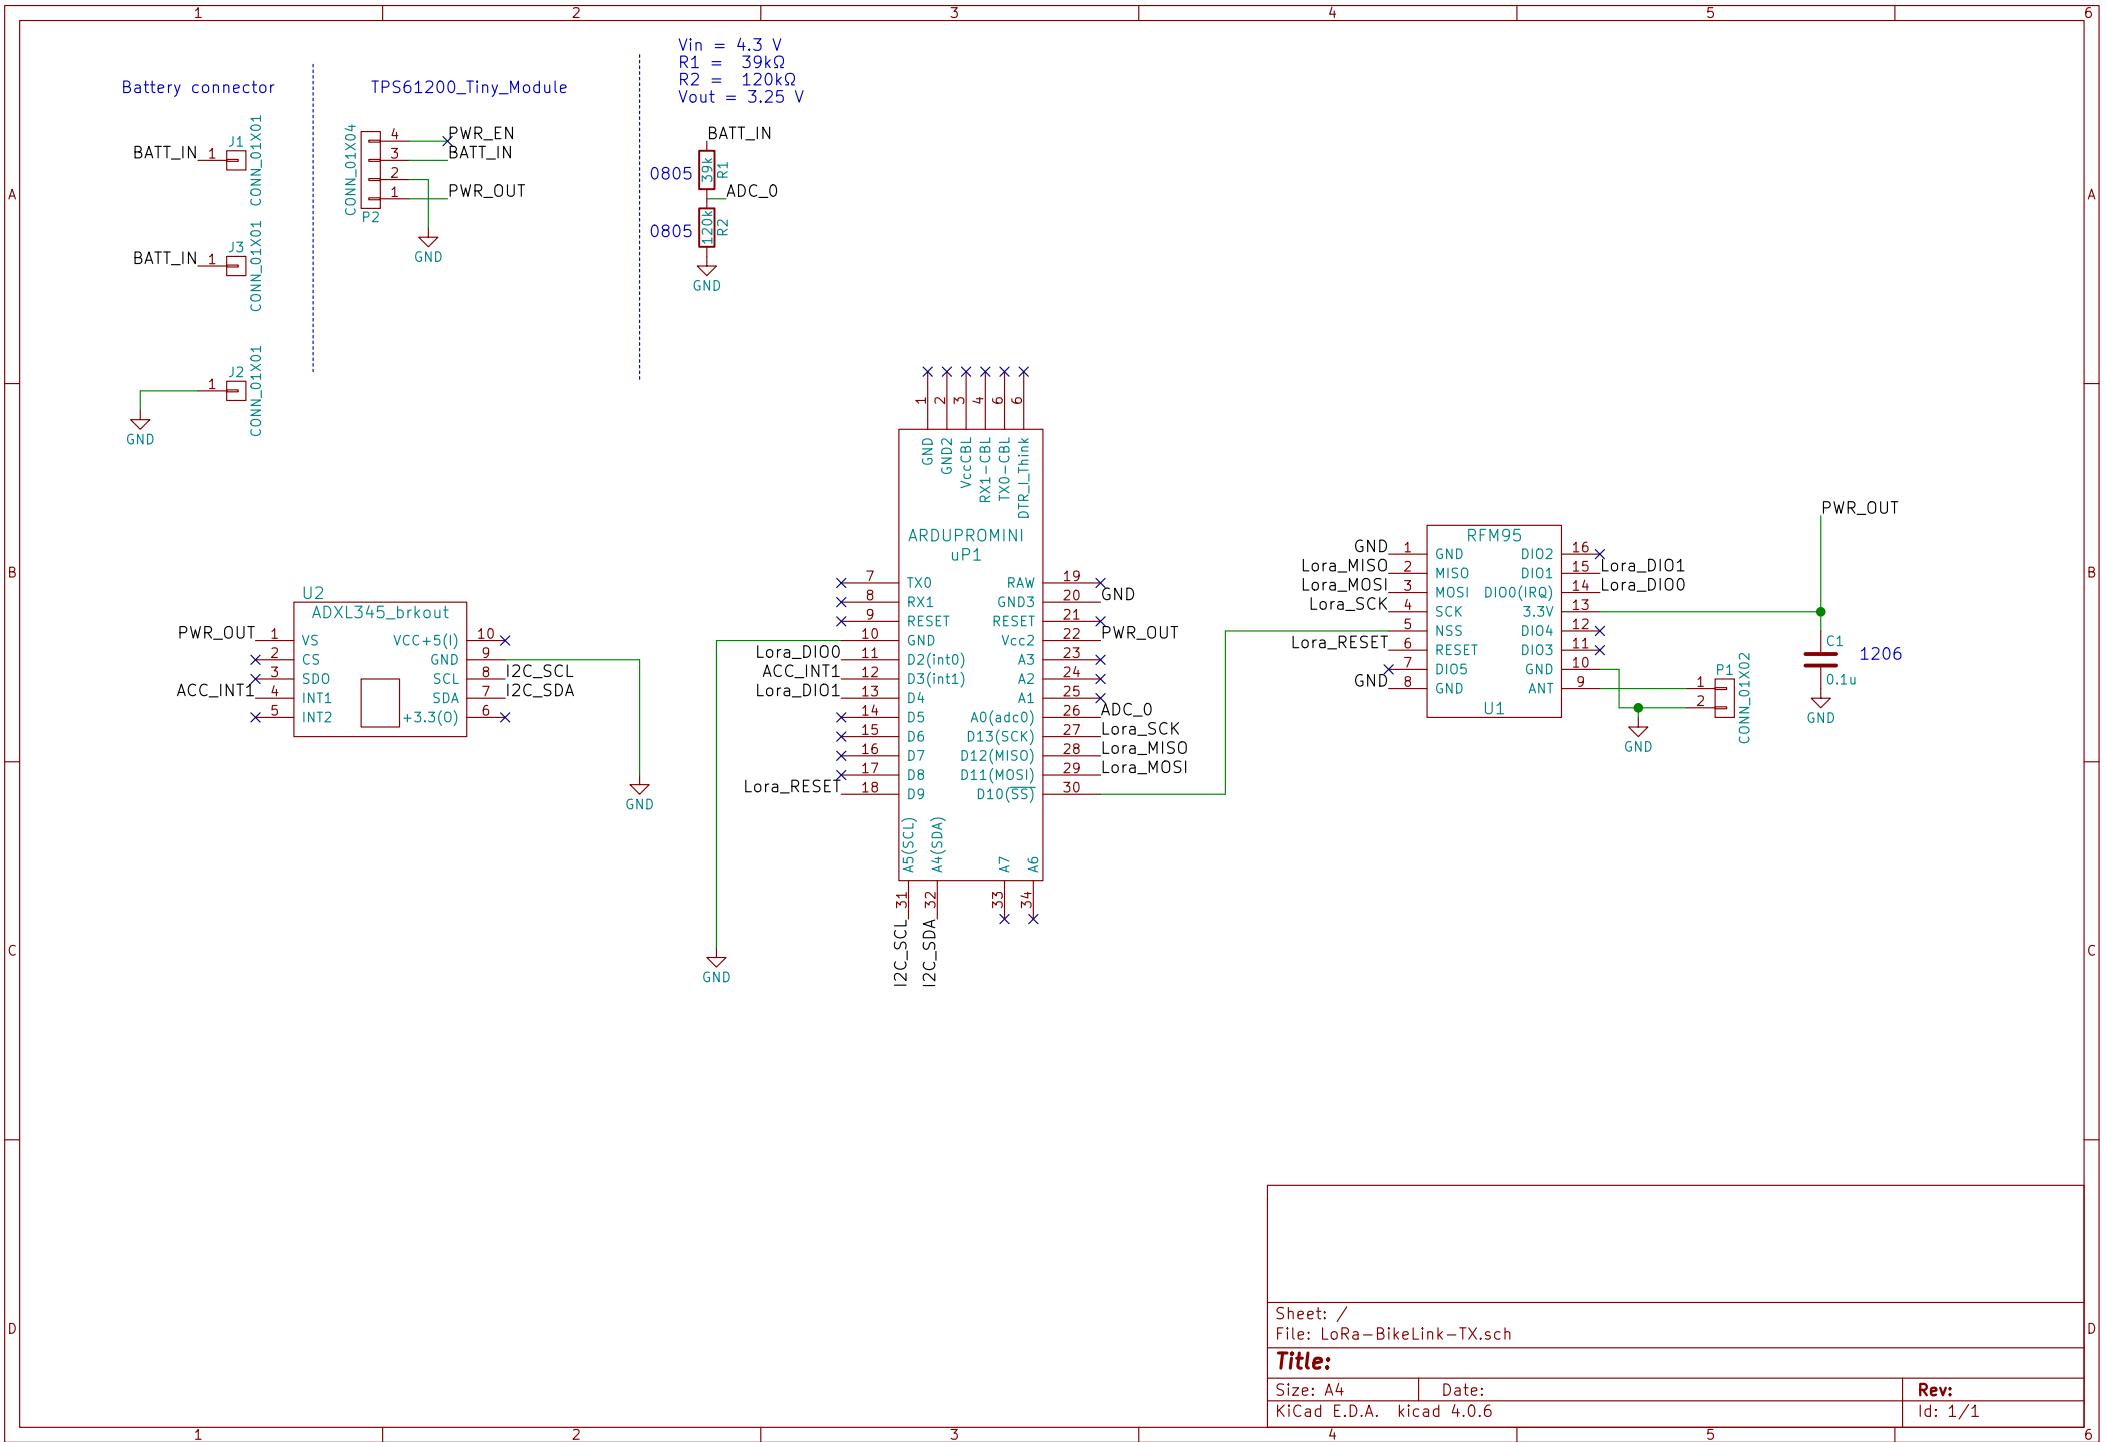 1 2 3 4 5 6
A
B
C
D
Battery connector
J1
BATT_IN 1
CONN_01X01
J3
BATT_IN 1
CONN_01X01
J2
1
CONN_01X01
GND
TPS61200_Tiny_Module
CONN_01X04
P2
4 PWR_EN
3 BATT_IN
2
1 PWR_OUT
GND
Vin = 4.3 V
R1 = 39kΩ
R2 = 120kΩ
Vout = 3.25 V
BATT_IN
0805 39k R1
ADC_0
0805 120k R2
GND
U2
ADXL345_brkout
PWR_OUT 1 VS
2 CS
3 SDO
ACC_INT1 4 INT1
5 INT2
VCC+5(I) 10
GND 9
SCL 8 I2C_SCL
SDA 7 I2C_SDA
+3.3(O) 6
GND
1 GND
2 GND2
3 VccCBL
4 RX1-CBL
6 TX0-CBL
6 DTR_I_Think
ARDUPROMINI
uP1
7 TX0
8 RX1
9 RESET
10 GND
Lora_DIO0 11 D2(int0)
ACC_INT1 12 D3(int1)
Lora_DIO1 13 D4
14 D5
15 D6
16 D7
17 D8
Lora_RESET 18 D9
RAW 19
GND3 20 GND
RESET 21
Vcc2 22 PWR_OUT
A3 23
A2 24
A1 25
A0(adc0) 26 ADC_0
D13(SCK) 27 Lora_SCK
D12(MISO) 28 Lora_MISO
D11(MOSI) 29 Lora_MOSI
D10(SS) 30
A5(SCL) 31 I2C_SCL
A4(SDA) 32 I2C_SDA
A7 33
A6 34
GND
RFM95
U1
GND 1 GND
Lora_MISO 2 MISO
Lora_MOSI 3 MOSI
Lora_SCK 4 SCK
5 NSS
Lora_RESET 6 RESET
7 DIO5
GND 8 GND
DIO2 16
DIO1 15 Lora_DIO1
DIO0(IRQ) 14 Lora_DIO0
3.3V 13
DIO4 12
DIO3 11
GND 10
ANT 9
P1
1
2
CONN_01X02
GND
PWR_OUT
C1
1206
0.1u
GND
A
B
C
D
Sheet: /
File: LoRa-BikeLink-TX.sch
Title:
Size: A4 Date: Rev:
KiCad E.D.A. kicad 4.0.6 Id: 1/1
1 2 3 4 5 6